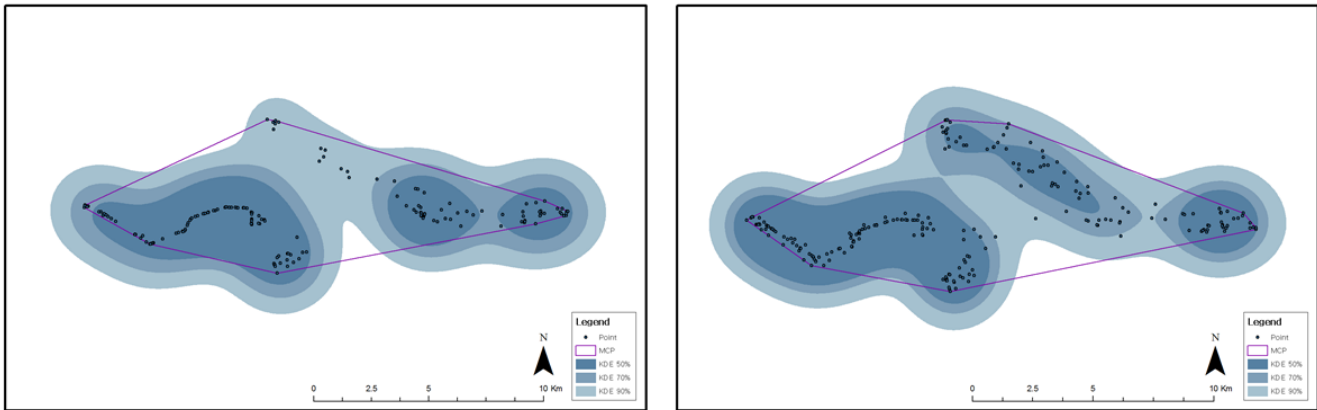 Legend
Point
MCP
KDE 50%
KDE 70%
KDE 90%
N
0 2.5 5 10 Km
Legend
Point
MCP
KDE 50%
KDE 70%
KDE 90%
N
0 2.5 5 10 Km